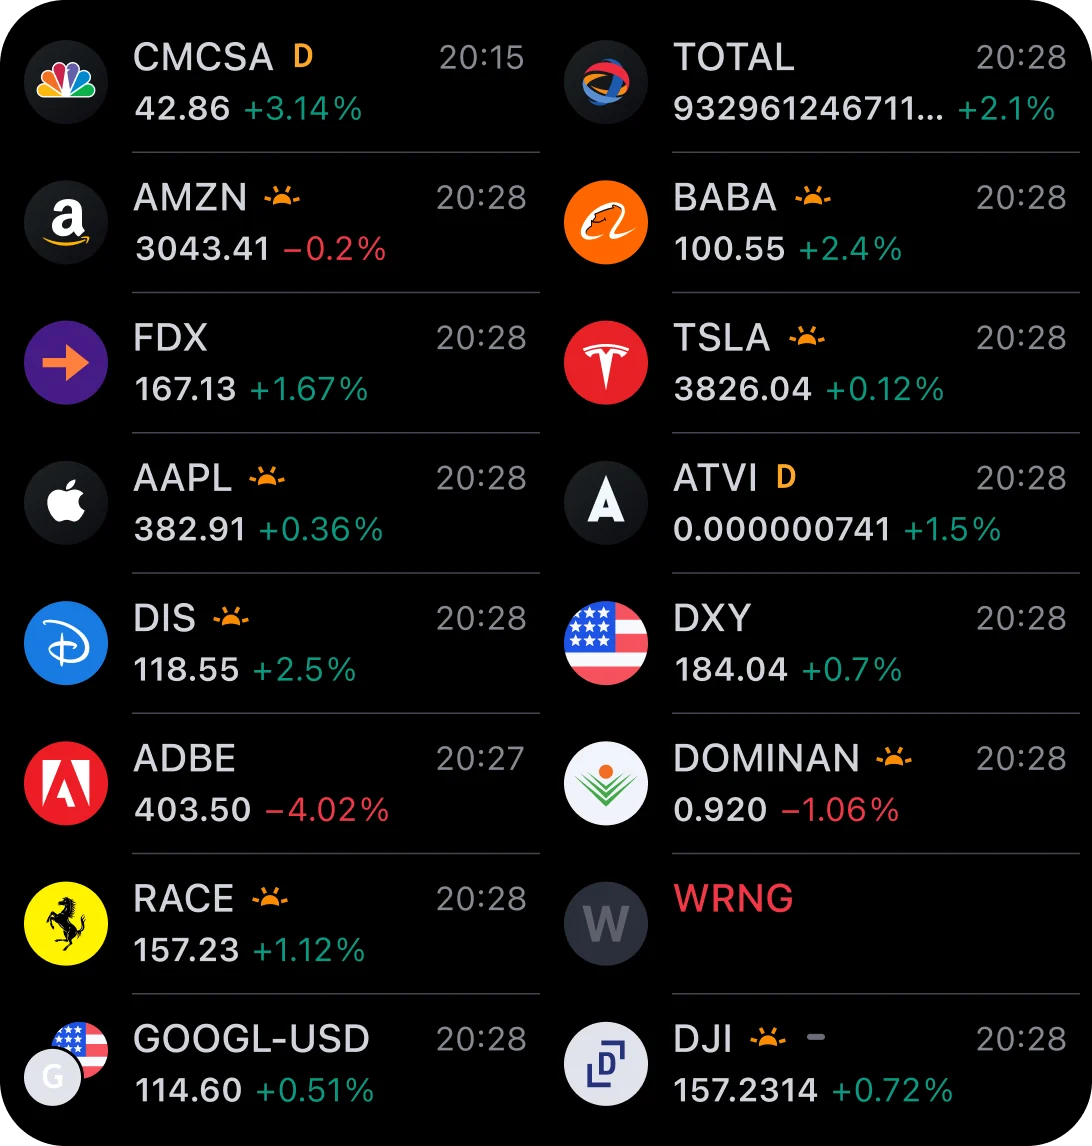 CMCSA D 20:15
42.86 +3.14%
AMZN 20:28
3043.41 −0.2%
FDX 20:28
167.13 +1.67%
AAPL 20:28
382.91 +0.36%
DIS 20:28
118.55 +2.5%
ADBE 20:27
403.50 −4.02%
RACE 20:28
157.23 +1.12%
G
GOOGL-USD 20:28
114.60 +0.51%
TOTAL 20:28
932961246711... +2.1%
BABA 20:28
100.55 +2.4%
TSLA 20:28
3826.04 +0.12%
ATVI D 20:28
0.000000741 +1.5%
DXY 20:28
184.04 +0.7%
DOMINAN 20:28
0.920 −1.06%
W
WRNG
D
DJI 20:28
157.2314 +0.72%